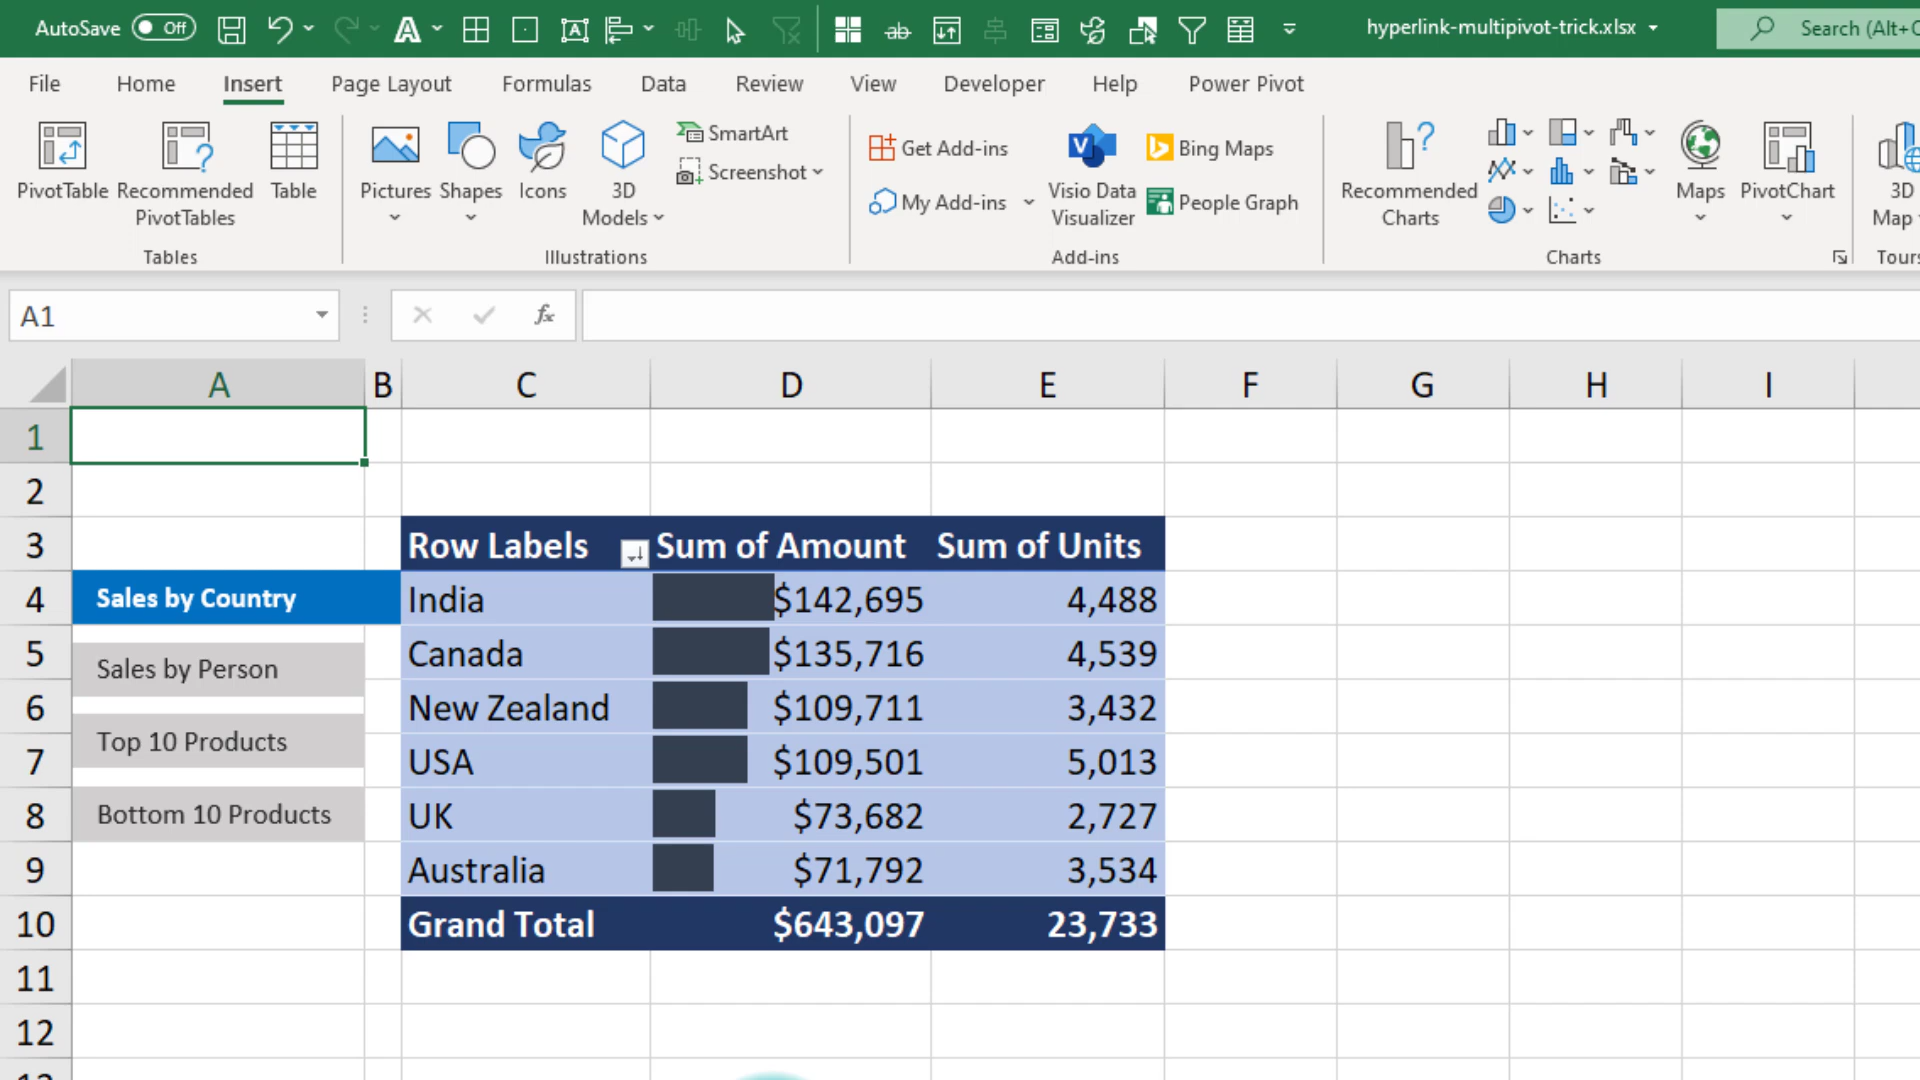 AutoSave Off hyperlink-multipivot-trick.xlsx
File Home Insert Page Layout Formulas Data Review View Developer Help Power Pivot
PivotTable
Recommended
PivotTables
Table
Tables
Pictures
Shapes
Icons
3D
Models
SmartArt
Screenshot
Illustrations
Get Add-ins
My Add-ins
Visio Data
Visualizer
Bing Maps
People Graph
Add-ins
Recommended
Charts
Maps
PivotChart
Charts
3D
Map
A1
fx
A B C D E F G H I
1
2
3 Row Labels Sum of Amount Sum of Units
4 Sales by Country India $142,695 4,488
5 Sales by Person Canada $135,716 4,539
6 New Zealand $109,711 3,432
7 Top 10 Products USA $109,501 5,013
8 Bottom 10 Products UK $73,682 2,727
9 Australia $71,792 3,534
10 Grand Total $643,097 23,733
11
12